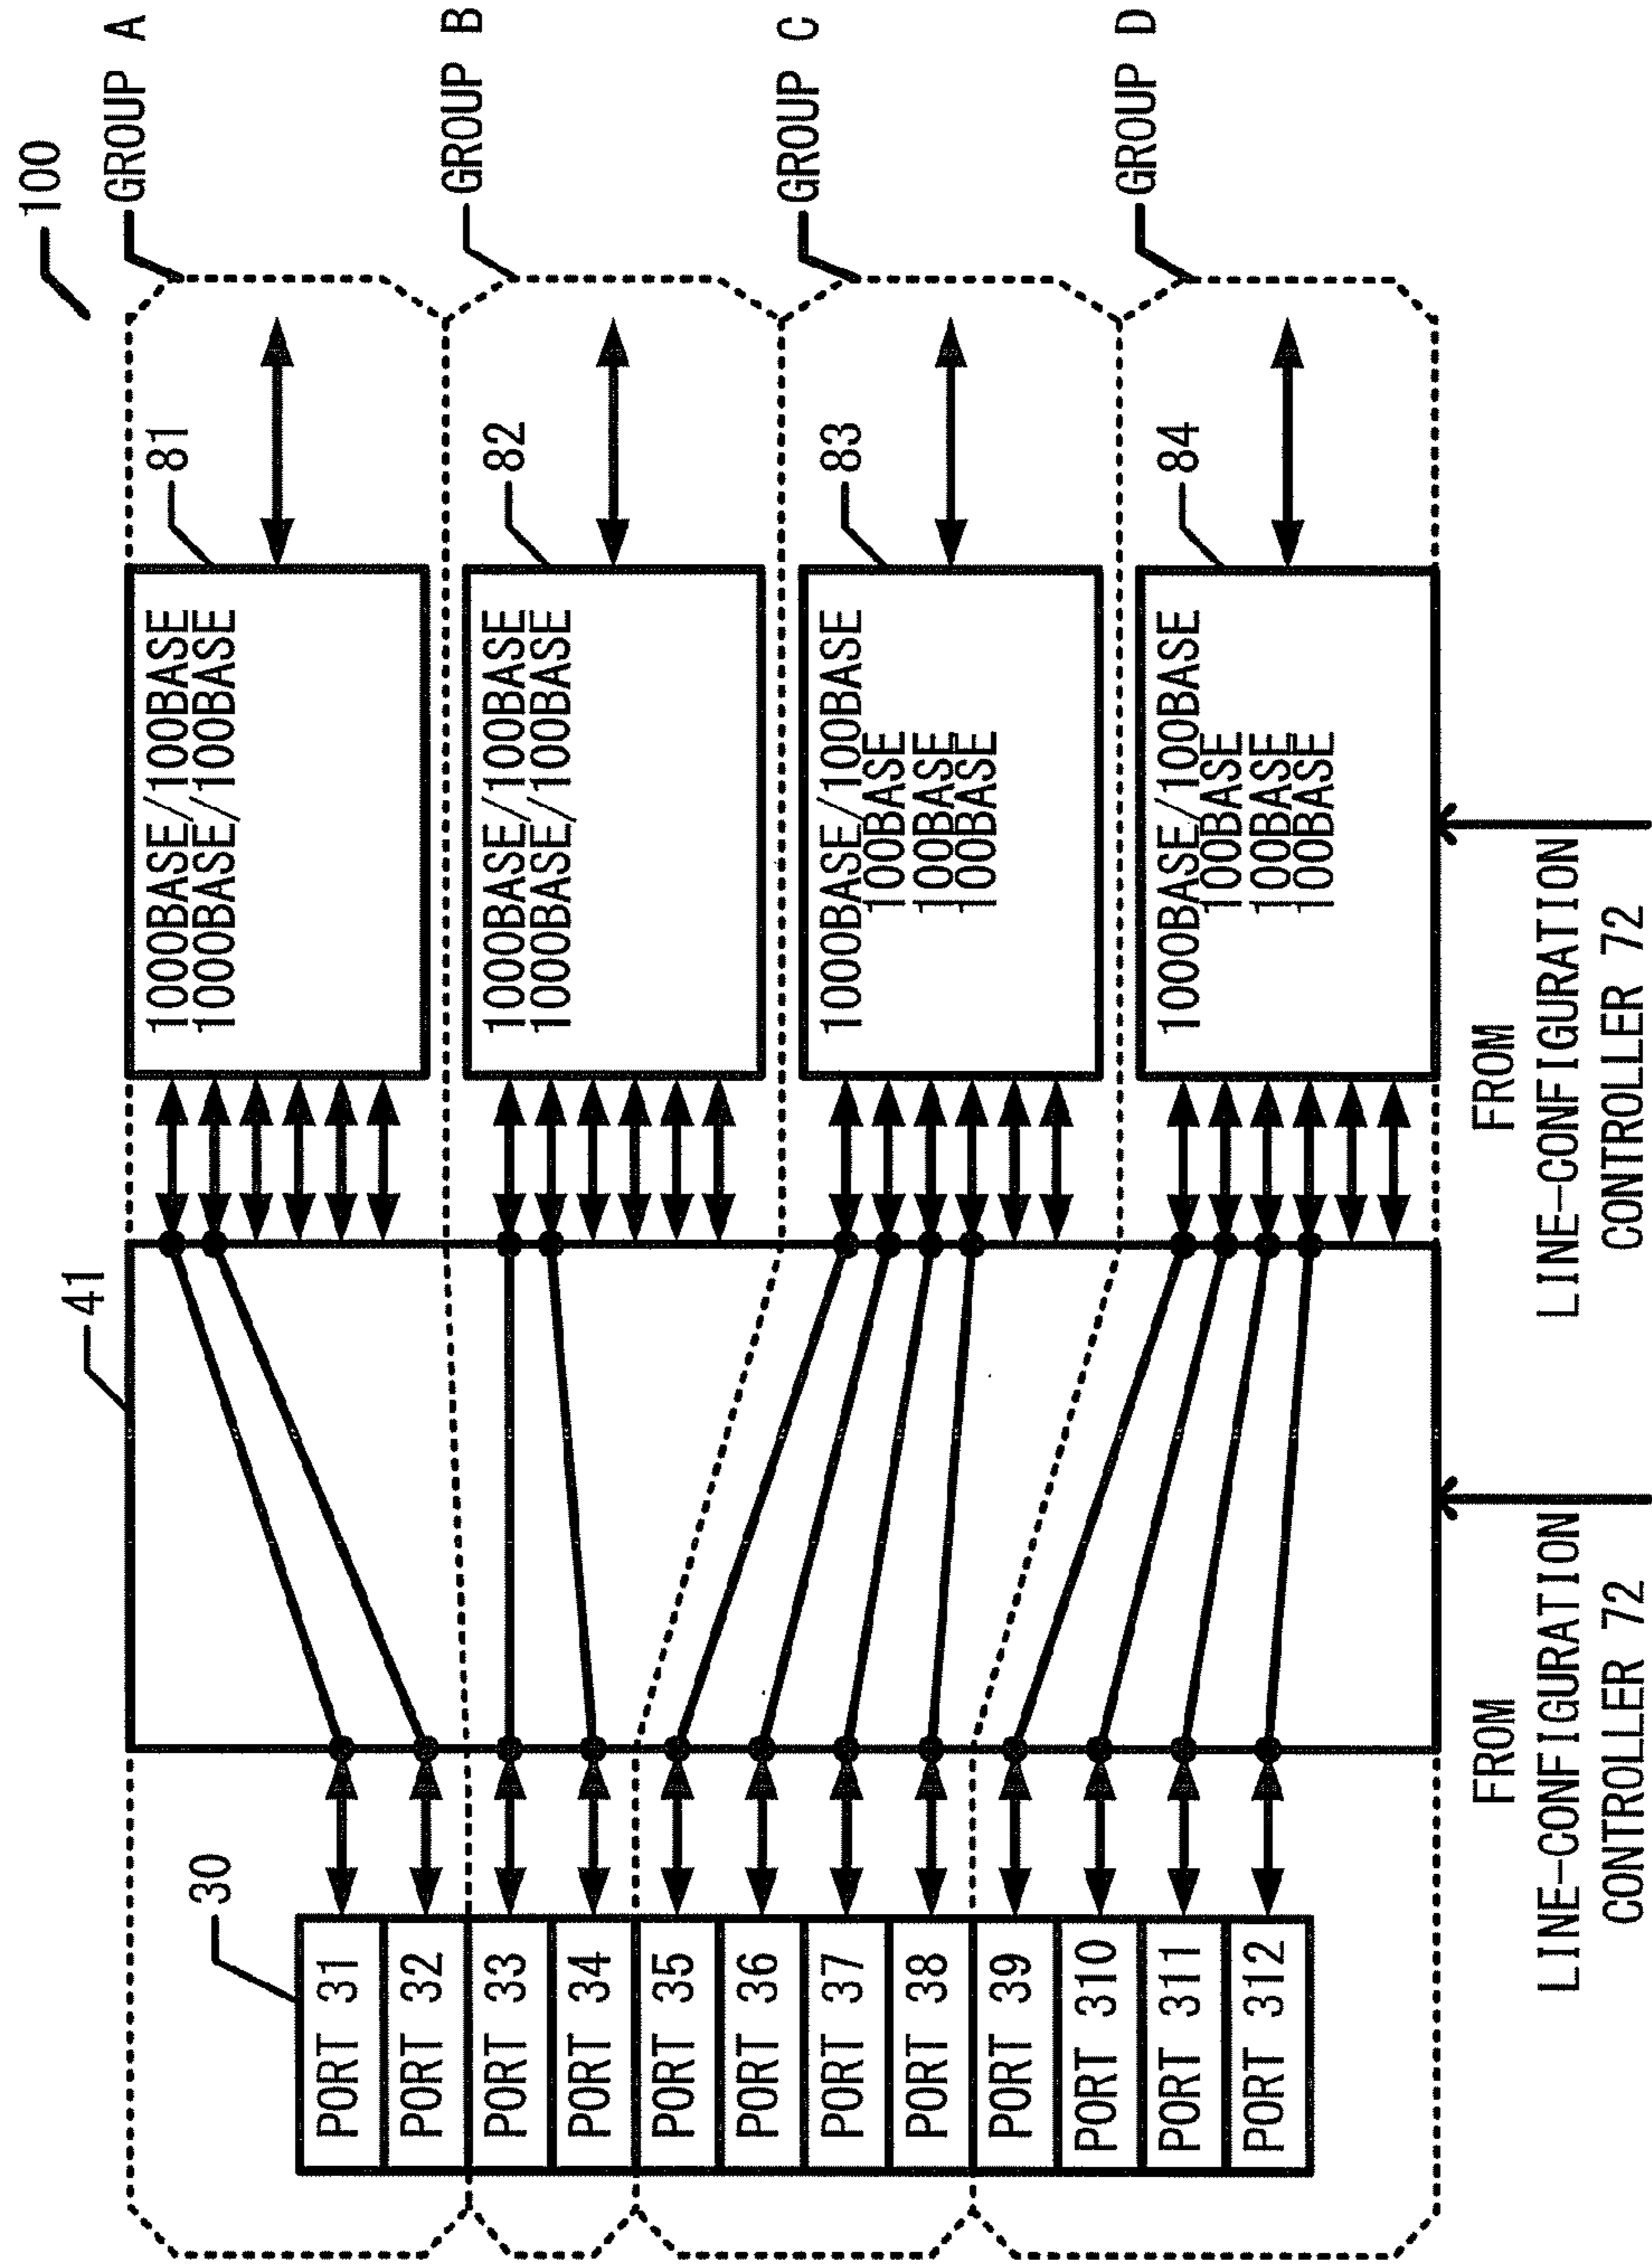 100
GROUP A
GROUP B
GROUP C
GROUP D
30
PORT 31
PORT 32
PORT 33
PORT 34
PORT 35
PORT 36
PORT 37
PORT 38
PORT 39
PORT 310
PORT 311
PORT 312
41
81
1000BASE/100BASE
1000BASE/100BASE
82
1000BASE/100BASE
1000BASE/100BASE
83
1000BASE/100BASE
100BASE
100BASE
100BASE
84
1000BASE/100BASE
100BASE
100BASE
100BASE
FROM
LINE-CONFIGURATION
CONTROLLER 72
FROM
LINE-CONFIGURATION
CONTROLLER 72